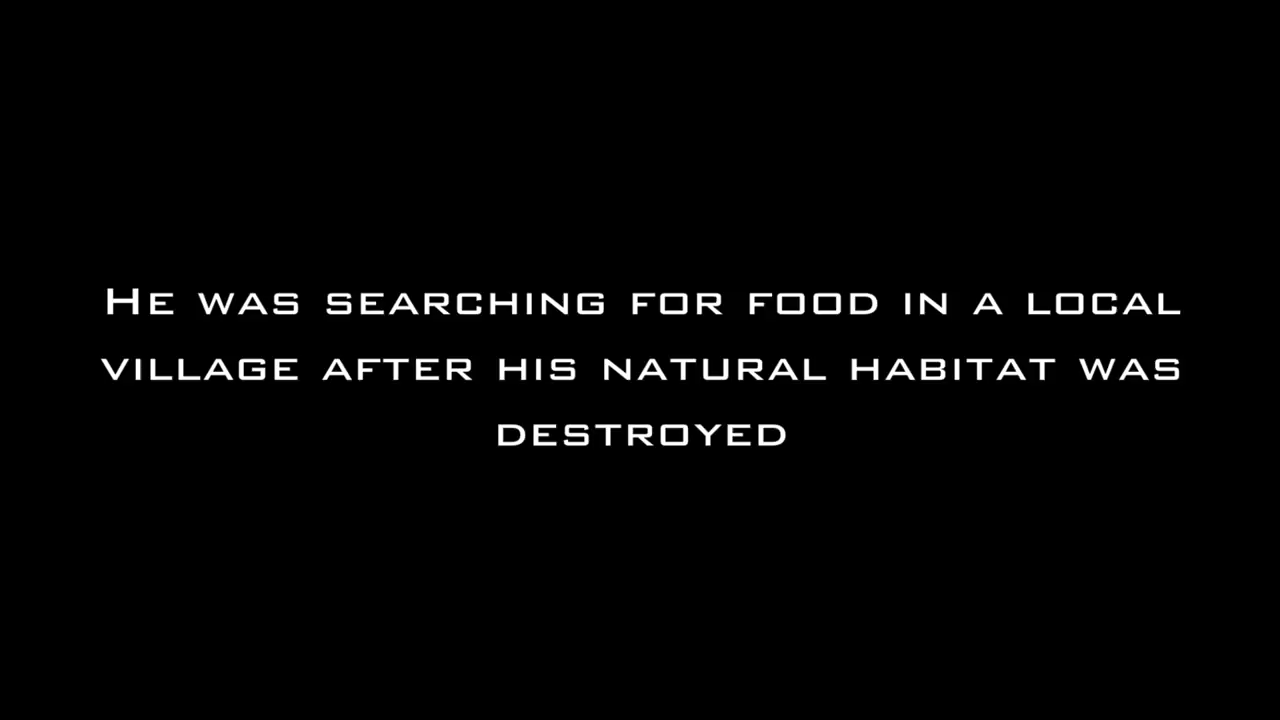 He was searching for food in a local
village after his natural habitat was
destroyed